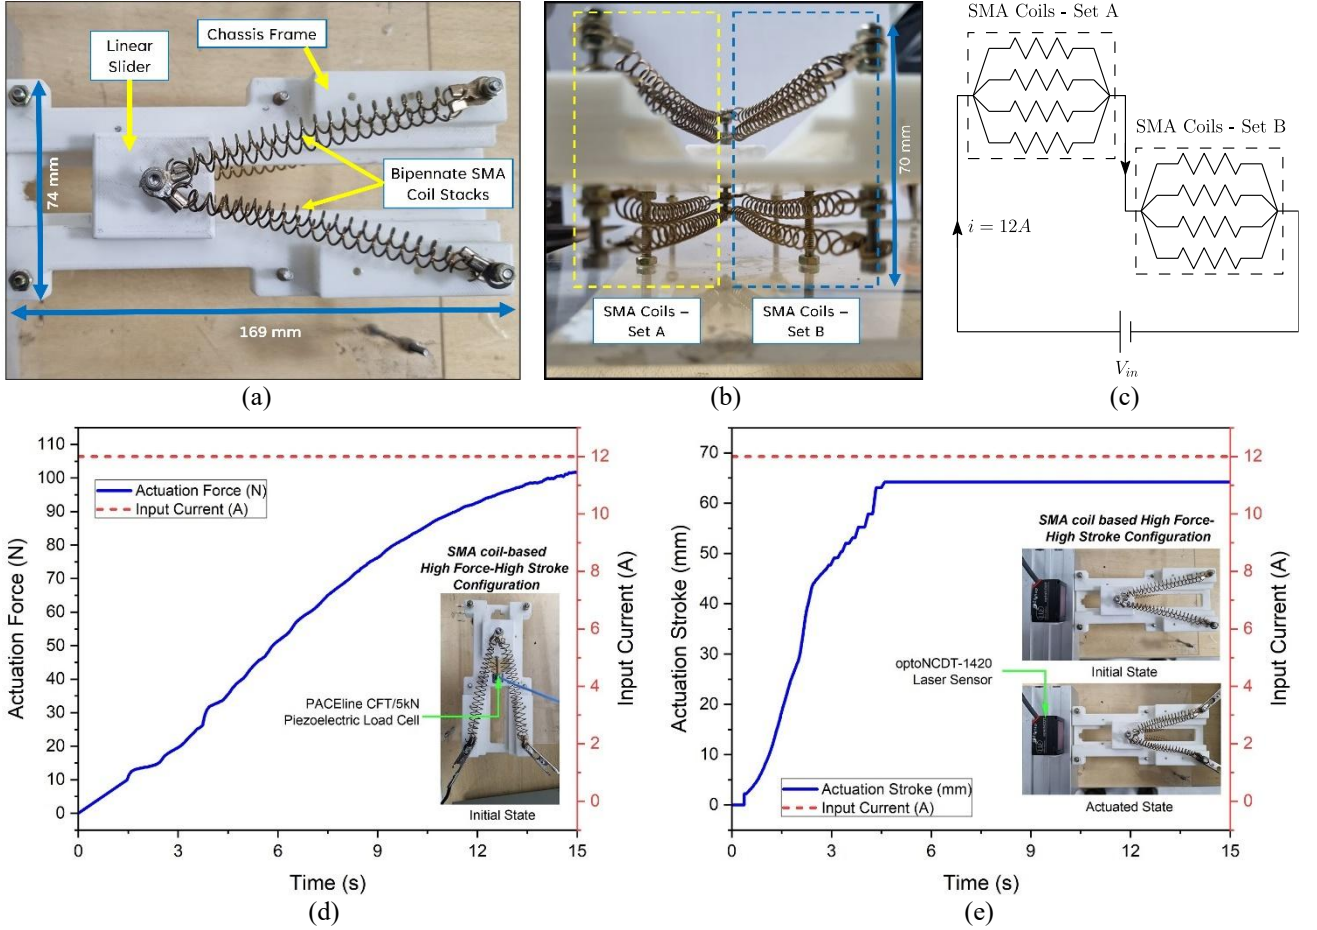 Linear
Slider
Chassis Frame
Bipennate SMA
Coil Stacks
74 mm
169 mm
(a)
70 mm
SMA Coils –
Set A
SMA Coils –
Set B
(b)
SMA Coils - Set A
SMA Coils - Set B
i = 12A
V_in
(c)
110
100
90
80
70
60
50
40
30
20
10
0
Actuation Force (N)
Actuation Force (N)
Input Current (A)
SMA coil-based
High Force-High Stroke
Configuration
PACEline CFT/5kN
Piezoelectric Load Cell
Initial State
12
10
8
6
4
2
0
Input Current (A)
0 3 6 9 12 15
Time (s)
(d)
70
60
50
40
30
20
10
0
Actuation Stroke (mm)
SMA coil based High Force-
High Stroke Configuration
optoNCDT-1420
Laser Sensor
Initial State
Actuated State
Actuation Stroke (mm)
Input Current (A)
12
10
8
6
4
2
0
Input Current (A)
0 3 6 9 12 15
Time (s)
(e)